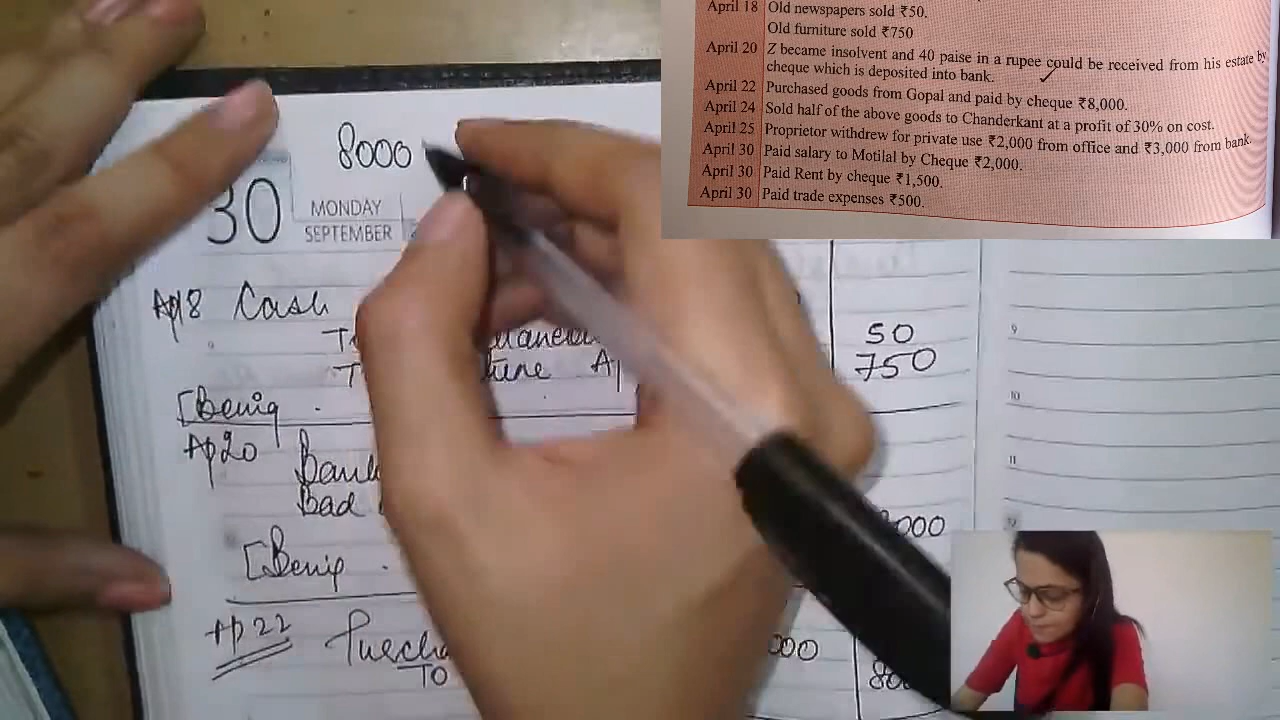 April 18 Old newspapers sold ₹50.
Old furniture sold ₹750
April 20 Z became insolvent and 40 paise in a rupee could be received from his estate by
cheque which is deposited into bank.
April 22 Purchased goods from Gopal and paid by cheque ₹8,000.
April 24 Sold half of the above goods to Chanderkant at a profit of 30% on cost.
April 25 Proprietor withdrew for private use ₹2,000 from office and ₹3,000 from bank.
April 30 Paid salary to Motilal by Cheque ₹2,000.
April 30 Paid Rent by cheque ₹1,500.
April 30 Paid trade expenses ₹500.
8000
30 MONDAY
SEPTEMBER
Ap18 Cash
50
750
[Being .
Ap20
Bad
[Being .
Ap 22
TO
9
10
11